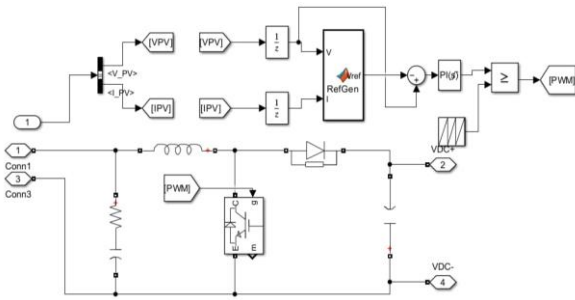 [VPV]
[VPV]
1
z
V
<V_PV>
<I_PV>
Vref
RefGen
PI(z)
≥
[PWM]
[IPV]
[IPV]
1
z
I
1
1
Conn1
3
Conn3
[PWM]
C
g
E
m
VDC+
2
VDC-
4